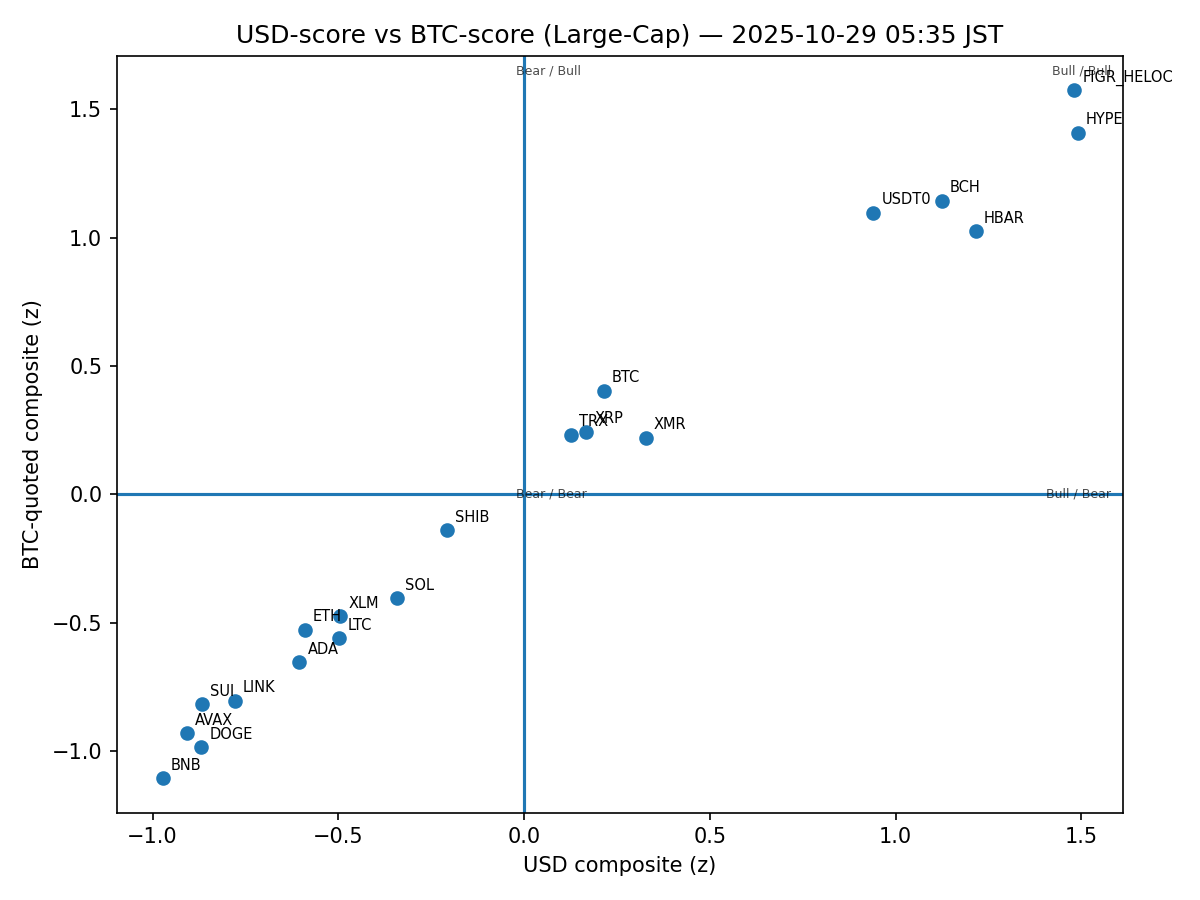 USD-score vs BTC-score (Large-Cap) — 2025-10-29 05:35 JST
Bear / Bull
Bull / Bull
FIGR_HELOC
HYPE
BCH
USDT0
HBAR
BTC
TRX
XRP
XMR
Bear / Bear
Bull / Bear
SHIB
SOL
XLM
ETH
LTC
ADA
SUI
LINK
AVAX
DOGE
BNB
1.5
1.0
0.5
0.0
−0.5
−1.0
−1.0
−0.5
0.0
0.5
1.0
1.5
USD composite (z)
BTC-quoted composite (z)